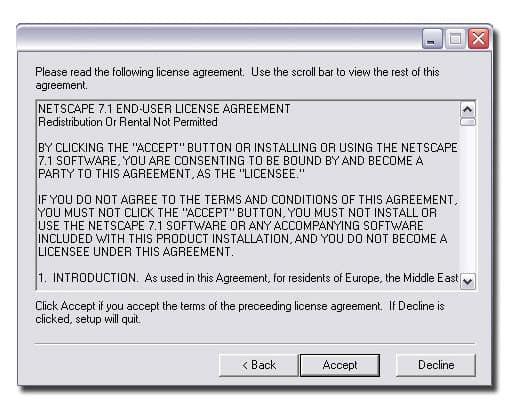 Please read the following license agreement. Use the scroll bar to view the rest of this
agreement.
NETSCAPE 7.1 END-USER LICENSE AGREEMENT
Redistribution Or Rental Not Permitted
BY CLICKING THE "ACCEPT" BUTTON OR INSTALLING OR USING THE NETSCAPE
7.1 SOFTWARE, YOU ARE CONSENTING TO BE BOUND BY AND BECOME A
PARTY TO THIS AGREEMENT, AS THE "LICENSEE."
IF YOU DO NOT AGREE TO THE TERMS AND CONDITIONS OF THIS AGREEMENT,
YOU MUST NOT CLICK THE "ACCEPT" BUTTON, YOU MUST NOT INSTALL OR
USE THE NETSCAPE 7.1 SOFTWARE OR ANY ACCOMPANYING SOFTWARE
INCLUDED WITH THIS PRODUCT INSTALLATION, AND YOU DO NOT BECOME A
LICENSEE UNDER THIS AGREEMENT.
1. INTRODUCTION. As used in this Agreement, for residents of Europe, the Middle East
Click Accept if you accept the terms of the preceeding license agreement. If Decline is
clicked, setup will quit.
< Back Accept Decline